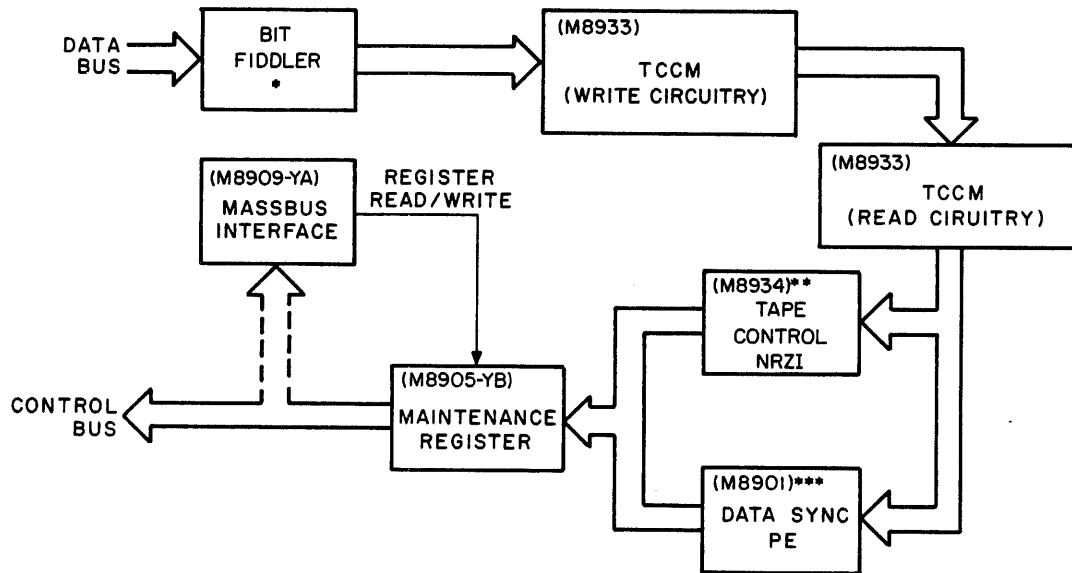 DATA
BUS
BIT
FIDDLER
*
(M8933)
TCCM
(WRITE CIRCUITRY)
(M8933)
TCCM
(READ CIRUITRY)
(M8909-YA)
MASSBUS
INTERFACE
REGISTER
READ/WRITE
(M8934)**
TAPE
CONTROL
NRZI
(M8905-YB)
MAINTENANCE
REGISTER
CONTROL
BUS
(M8901)***
DATA SYNC
PE